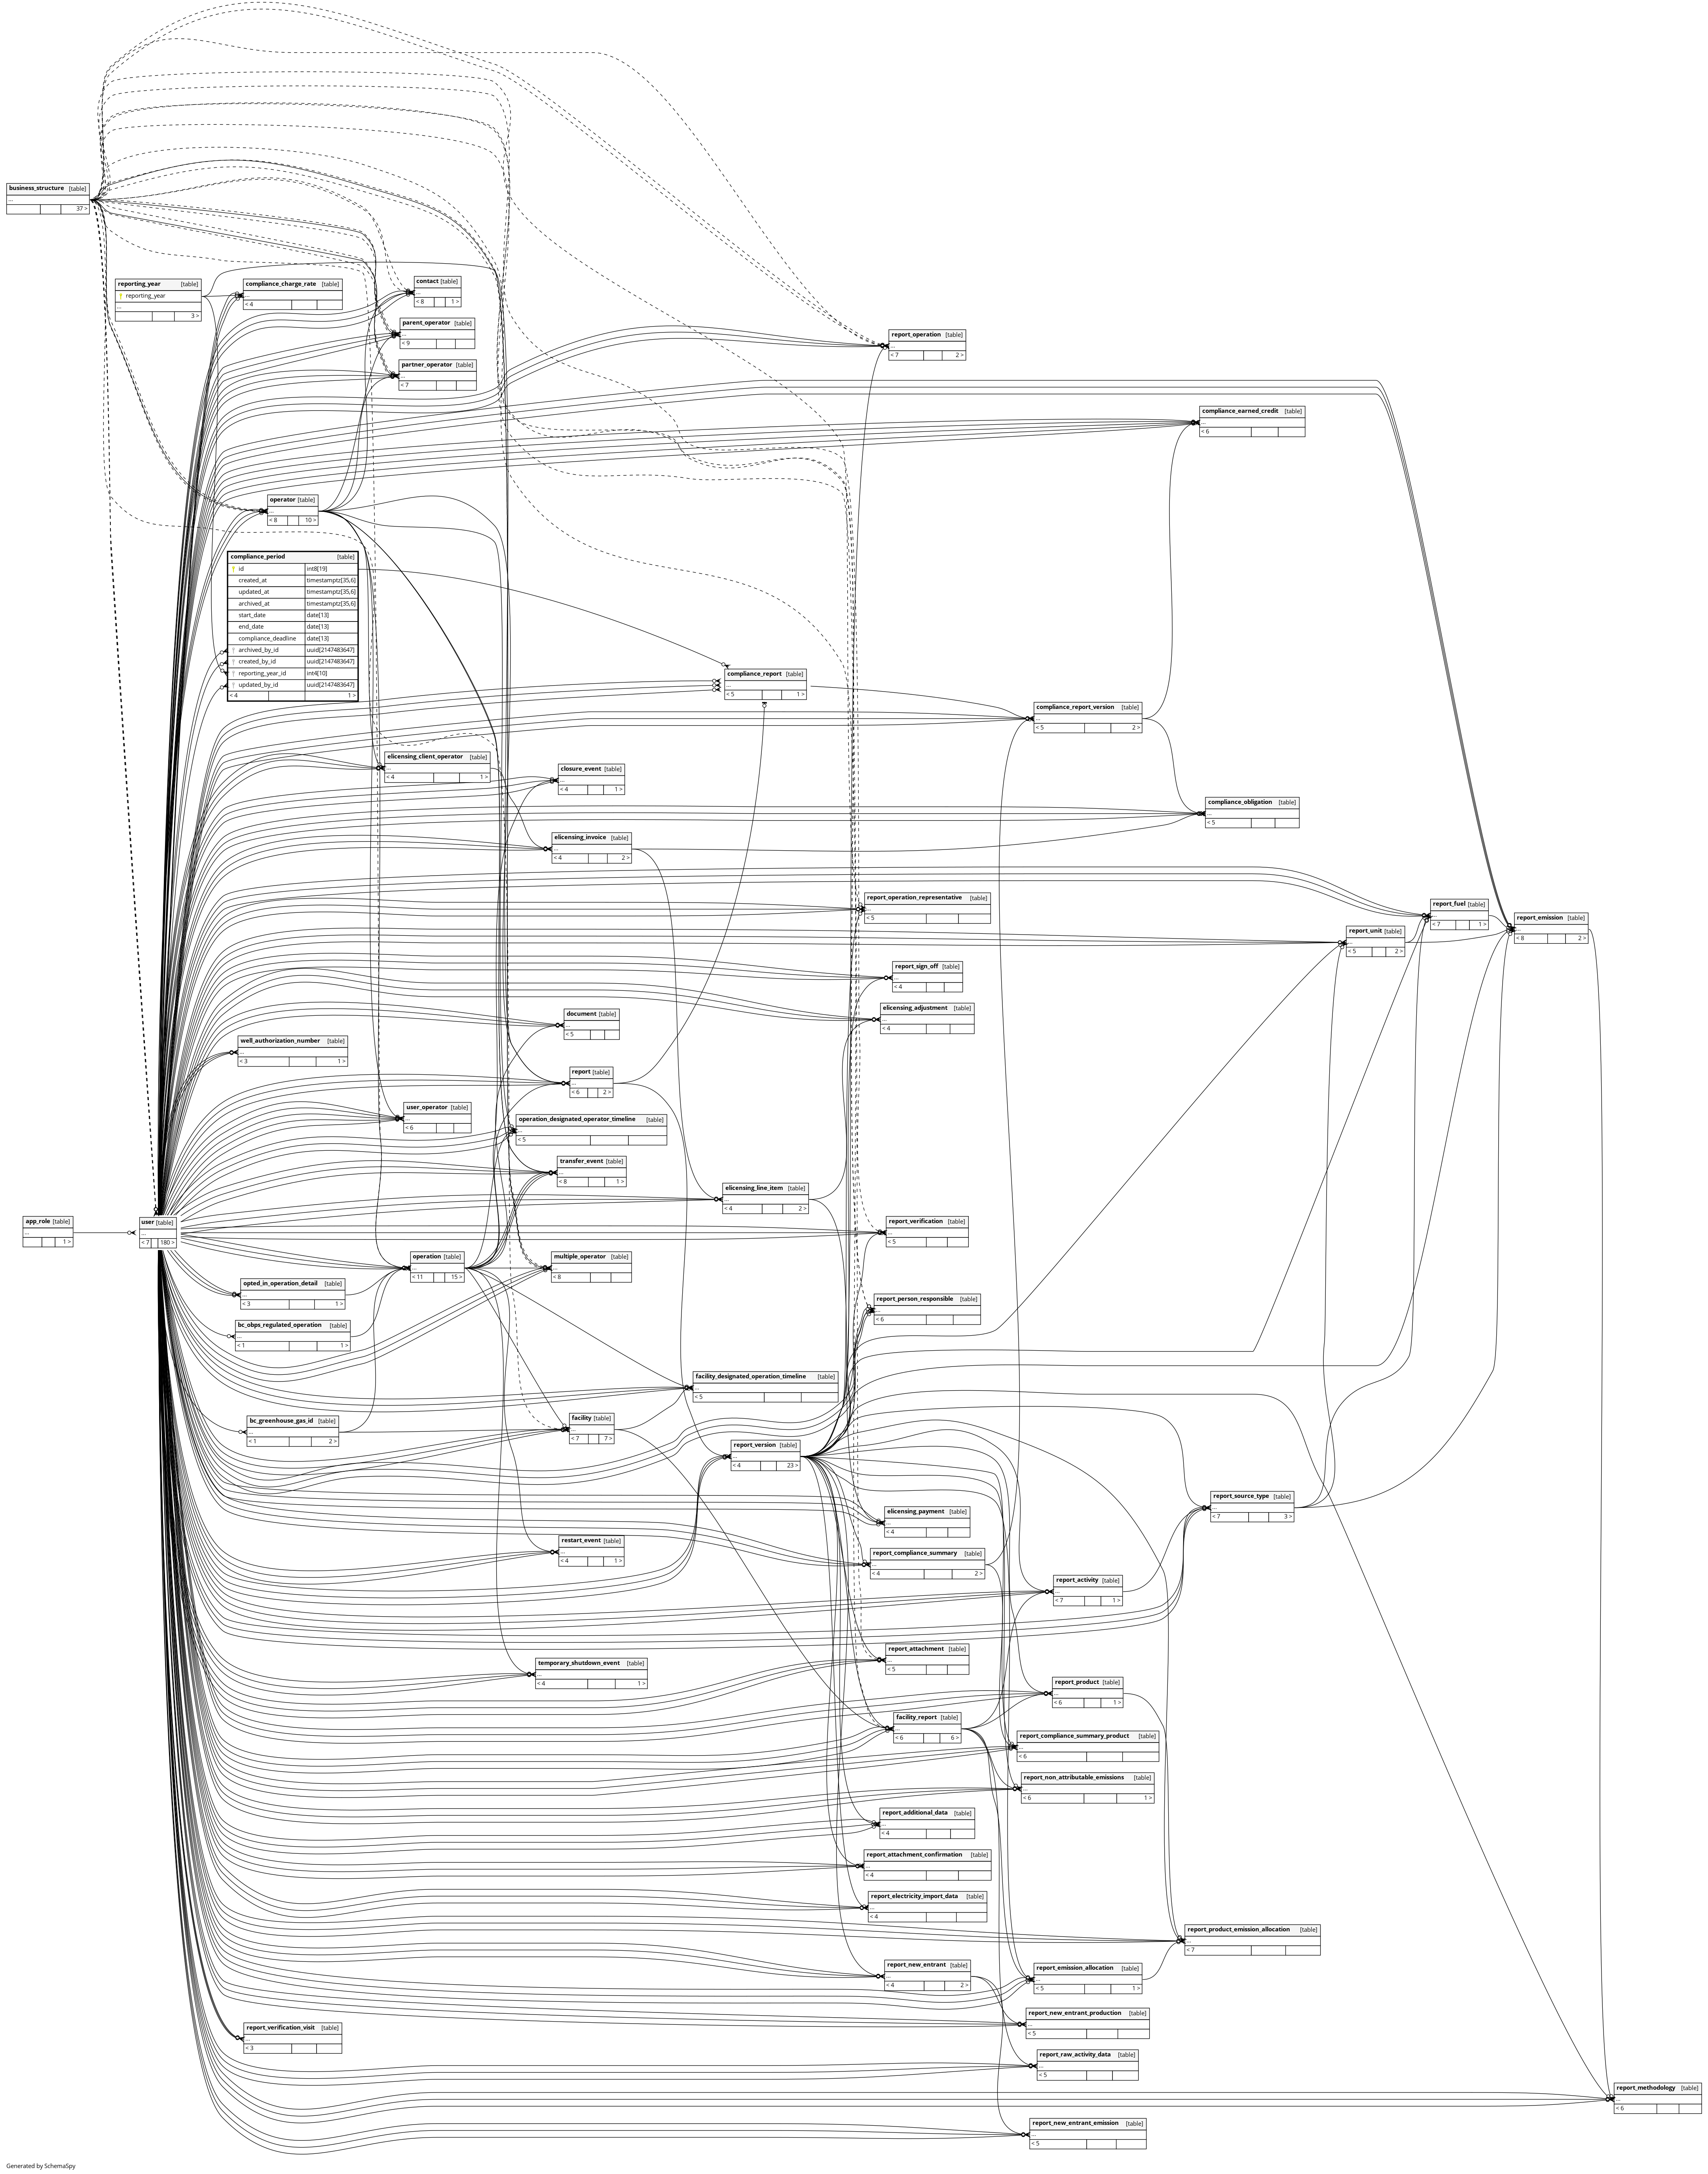 business_structure [table]
...
37 >
reporting_year [table]
reporting_year
...
3 >
compliance_charge_rate [table]
...
< 4
contact [table]
...
< 8 1 >
parent_operator [table]
...
< 9
partner_operator [table]
...
< 7
report_operation [table]
...
< 7 2 >
compliance_earned_credit [table]
...
< 6
operator [table]
...
< 8 10 >
compliance_period [table]
id int8[19]
created_at timestamptz[35,6]
updated_at timestamptz[35,6]
archived_at timestamptz[35,6]
start_date date[13]
end_date date[13]
compliance_deadline date[13]
archived_by_id uuid[2147483647]
created_by_id uuid[2147483647]
reporting_year_id int4[10]
updated_by_id uuid[2147483647]
< 4 1 >
compliance_report [table]
...
< 5 1 >
compliance_report_version [table]
...
< 5 2 >
elicensing_client_operator [table]
...
< 4 1 >
closure_event [table]
...
< 4 1 >
compliance_obligation [table]
...
< 5
elicensing_invoice [table]
...
< 4 2 >
report_operation_representative [table]
...
< 5
report_fuel [table]
...
< 7 1 >
report_emission [table]
...
< 8 2 >
report_unit [table]
...
< 5 2 >
report_sign_off [table]
...
< 4
elicensing_adjustment [table]
...
< 4
document [table]
...
< 5
well_authorization_number [table]
...
< 3 1 >
report [table]
...
< 6 2 >
user_operator [table]
...
< 6
operation_designated_operator_timeline [table]
...
< 5
transfer_event [table]
...
< 8 1 >
elicensing_line_item [table]
...
< 4 2 >
app_role [table]
...
1 >
user [table]
...
< 7 180 >
report_verification [table]
...
< 5
operation [table]
...
< 11 15 >
multiple_operator [table]
...
< 8
opted_in_operation_detail [table]
...
< 3 1 >
report_person_responsible [table]
...
< 6
bc_obps_regulated_operation [table]
...
< 1 1 >
facility_designated_operation_timeline [table]
...
< 5
bc_greenhouse_gas_id [table]
...
< 1 2 >
facility [table]
...
< 7 7 >
report_version [table]
...
< 4 23 >
report_source_type [table]
...
< 7 3 >
elicensing_payment [table]
...
< 4
restart_event [table]
...
< 4 1 >
report_compliance_summary [table]
...
< 4 2 >
report_activity [table]
...
< 7 1 >
report_attachment [table]
...
< 5
temporary_shutdown_event [table]
...
< 4 1 >
report_product [table]
...
< 6 1 >
facility_report [table]
...
< 6 6 >
report_compliance_summary_product [table]
...
< 6
report_non_attributable_emissions [table]
...
< 6 1 >
report_additional_data [table]
...
< 4
report_attachment_confirmation [table]
...
< 4
report_electricity_import_data [table]
...
< 4
report_product_emission_allocation [table]
...
< 7
report_new_entrant [table]
...
< 4 2 >
report_emission_allocation [table]
...
< 5 1 >
report_new_entrant_production [table]
...
< 5
report_verification_visit [table]
...
< 3
report_raw_activity_data [table]
...
< 5
report_methodology [table]
...
< 6
report_new_entrant_emission [table]
...
< 5
Generated by SchemaSpy